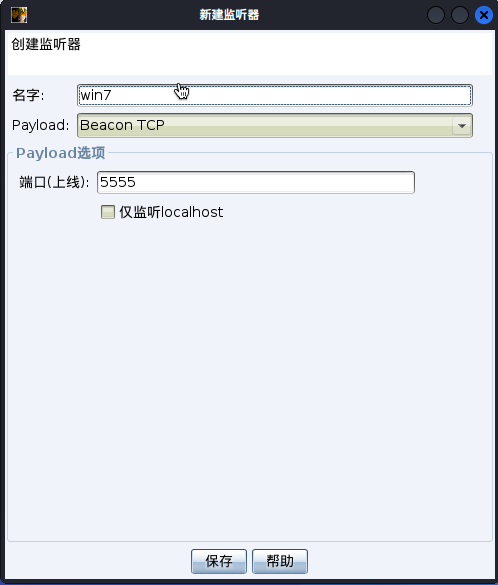 新建监听器
创建监听器
名字: win7
Payload: Beacon TCP
Payload选项
端口(上线): 5555
仅监听localhost
保存 帮助